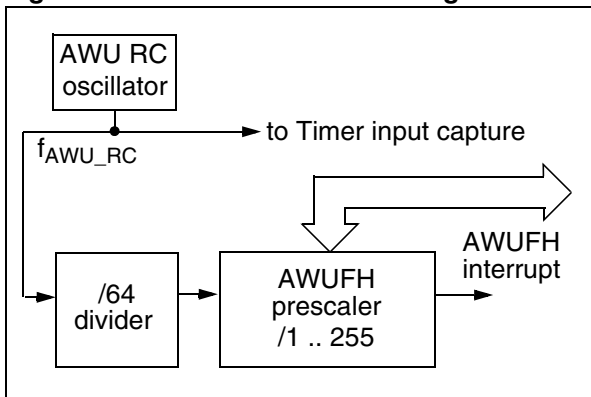 AWU RC
oscillator
to Timer input capture
fAWU_RC
AWUFH
interrupt
/64
divider
AWUFH
prescaler
/1 .. 255